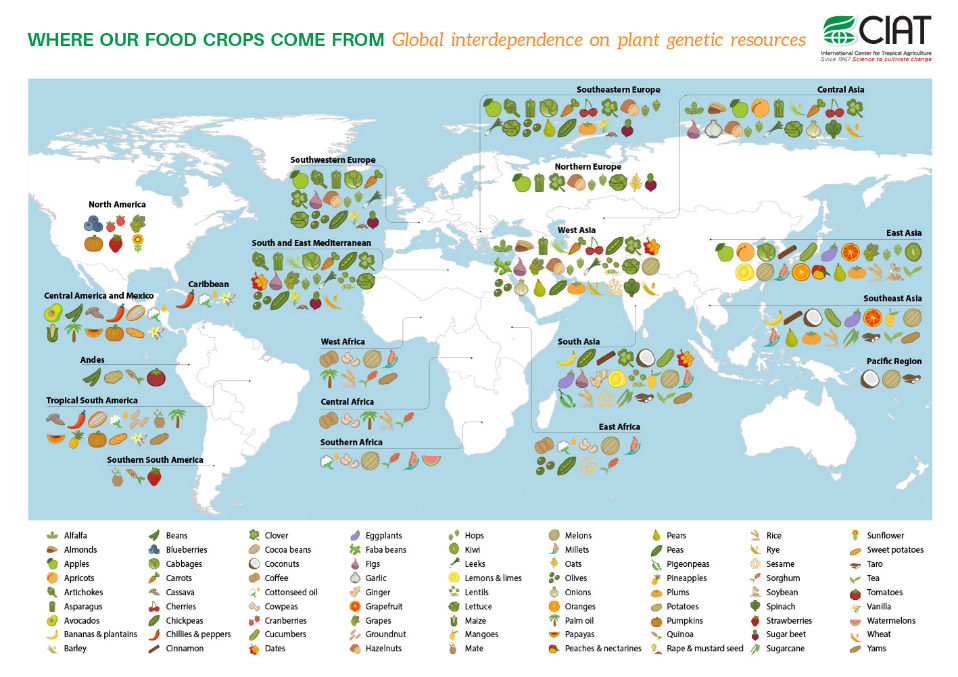 WHERE OUR FOOD CROPS COME FROM Global interdependence on plant genetic resources
CIAT
International Center for Tropical Agriculture
Since 1967 Science to cultivate change
Southeastern Europe
Central Asia
Southwestern Europe
Northern Europe
North America
West Asia
East Asia
South and East Mediterranean
Caribbean
Central America and Mexico
Southeast Asia
West Africa
South Asia
Andes
Pacific Region
Tropical South America
Central Africa
East Africa
Southern Africa
Southern South America
Alfalfa
Almonds
Apples
Apricots
Artichokes
Asparagus
Avocados
Bananas & plantains
Barley
Beans
Blueberries
Cabbages
Carrots
Cassava
Cherries
Chickpeas
Chillies & peppers
Cinnamon
Clover
Cocoa beans
Coconuts
Coffee
Cottonseed oil
Cowpeas
Cranberries
Cucumbers
Dates
Eggplants
Faba beans
Figs
Garlic
Ginger
Grapefruit
Grapes
Groundnut
Hazelnuts
Hops
Kiwi
Leeks
Lemons & limes
Lentils
Lettuce
Maize
Mangoes
Mate
Melons
Millets
Oats
Olives
Onions
Oranges
Palm oil
Papayas
Peaches & nectarines
Pears
Peas
Pigeonpeas
Pineapples
Plums
Potatoes
Pumpkins
Quinoa
Rape & mustard seed
Rice
Rye
Sesame
Sorghum
Soybean
Spinach
Strawberries
Sugar beet
Sugarcane
Sunflower
Sweet potatoes
Taro
Tea
Tomatoes
Vanilla
Watermelons
Wheat
Yams